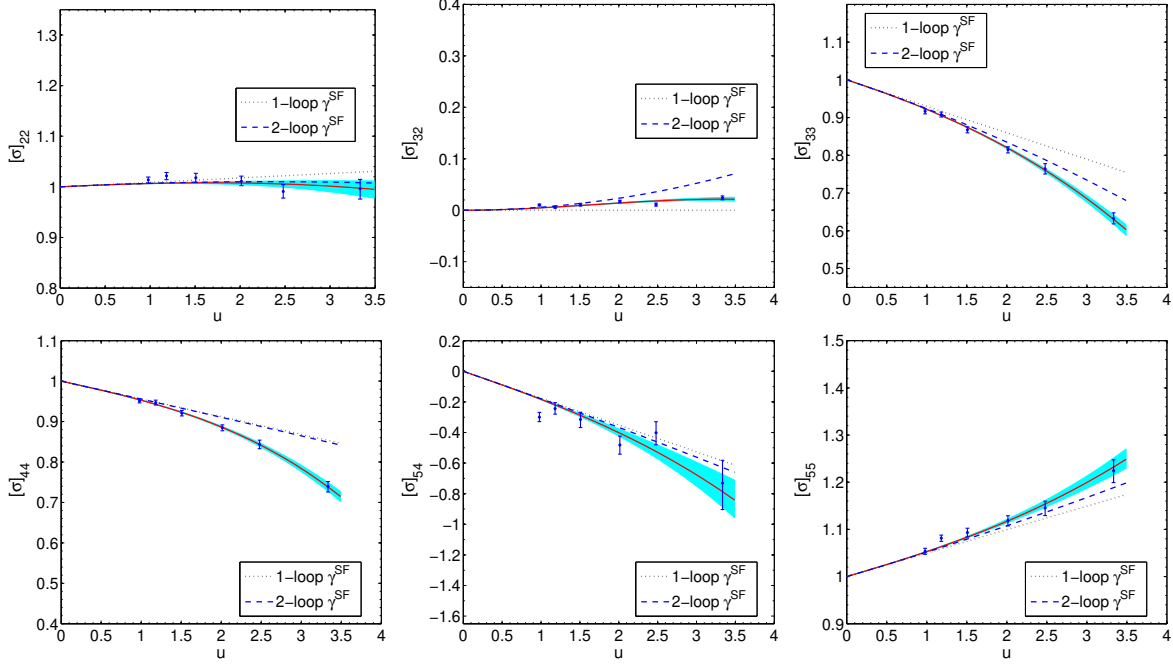 1.3
1.2
1.1
1
0.9
0.8
[σ]22
1−loop γSF
2−loop γSF
0 0.5 1 1.5 2 2.5 3 3.5
u
0.4
0.3
0.2
0.1
0
−0.1
[σ]32
1−loop γSF
2−loop γSF
0 0.5 1 1.5 2 2.5 3 3.5 4
u
1.1
1
0.9
0.8
0.7
0.6
0.5
[σ]33
1−loop γSF
2−loop γSF
0 0.5 1 1.5 2 2.5 3 3.5 4
u
1.1
1
0.9
0.8
0.7
0.6
0.5
0.4
[σ]44
1−loop γSF
2−loop γSF
0 0.5 1 1.5 2 2.5 3 3.5 4
u
0.2
0
−0.2
−0.4
−0.6
−0.8
−1
−1.2
−1.4
−1.6
[σ]54
1−loop γSF
2−loop γSF
0 0.5 1 1.5 2 2.5 3 3.5 4
u
1.5
1.4
1.3
1.2
1.1
1
0.9
[σ]55
1−loop γSF
2−loop γSF
0 0.5 1 1.5 2 2.5 3 3.5 4
u